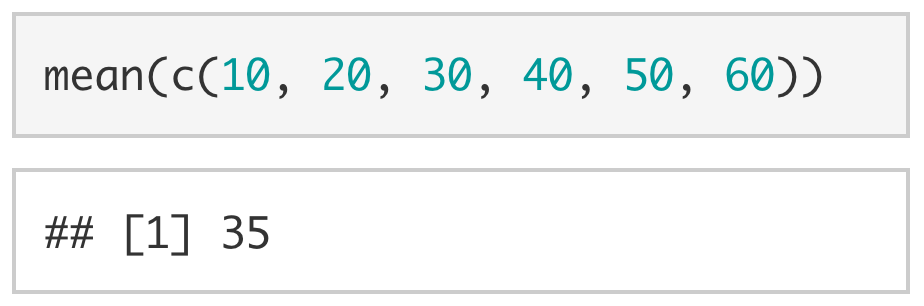 mean(c(10, 20, 30, 40, 50, 60))
## [1] 35